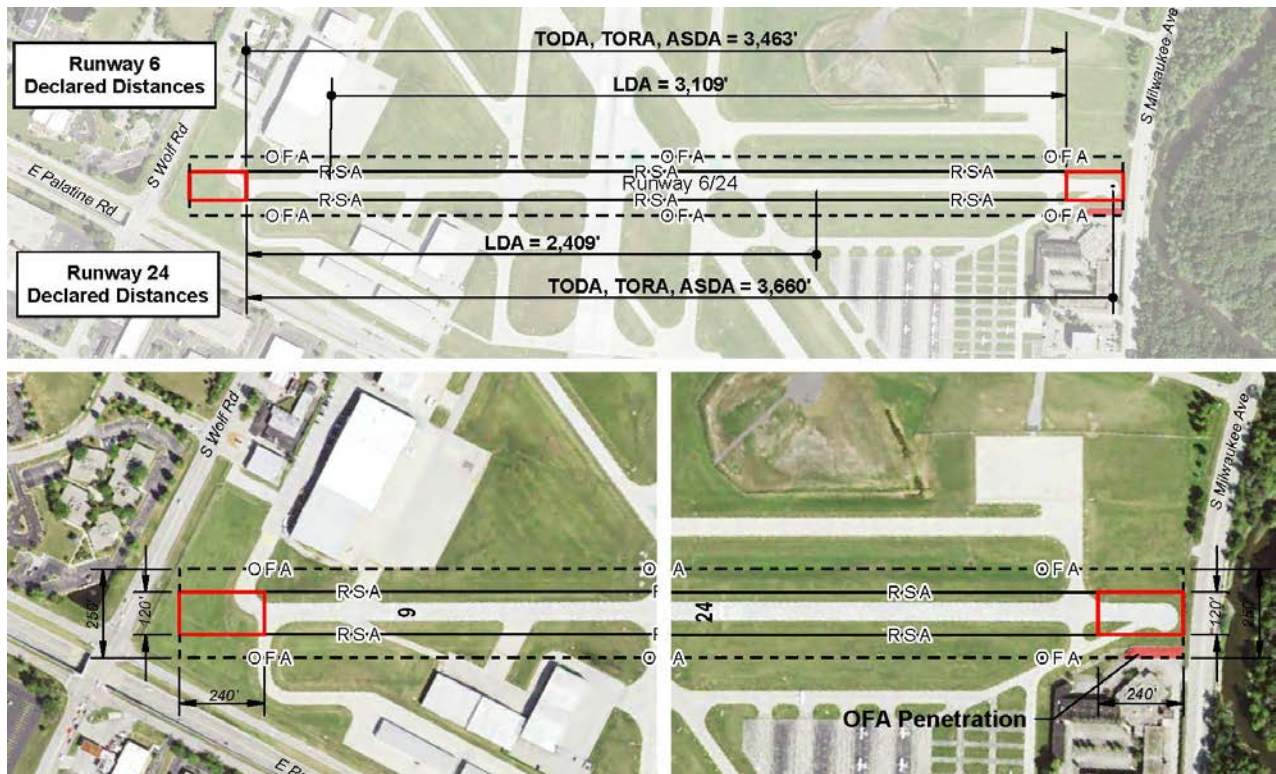 TODA, TORA, ASDA = 3,463'
Runway 6
Declared Distances
LDA = 3,109'
S Milwaukee Ave
S Wolf Rd
E Palatine Rd
OFA OFA OFA
RSA RSA RSA
Runway 6/24
RSA RSA RSA
OFA OFA OFA
LDA = 2,409'
Runway 24
Declared Distances
TODA, TORA, ASDA = 3,660'
S Wolf Rd
OFA O
RSA
250'
120'
9
RSA
OFA O
240'
S Milwaukee Ave
A OFA
RSA
24
120'
RSA
A OFA
240'
OFA Penetration